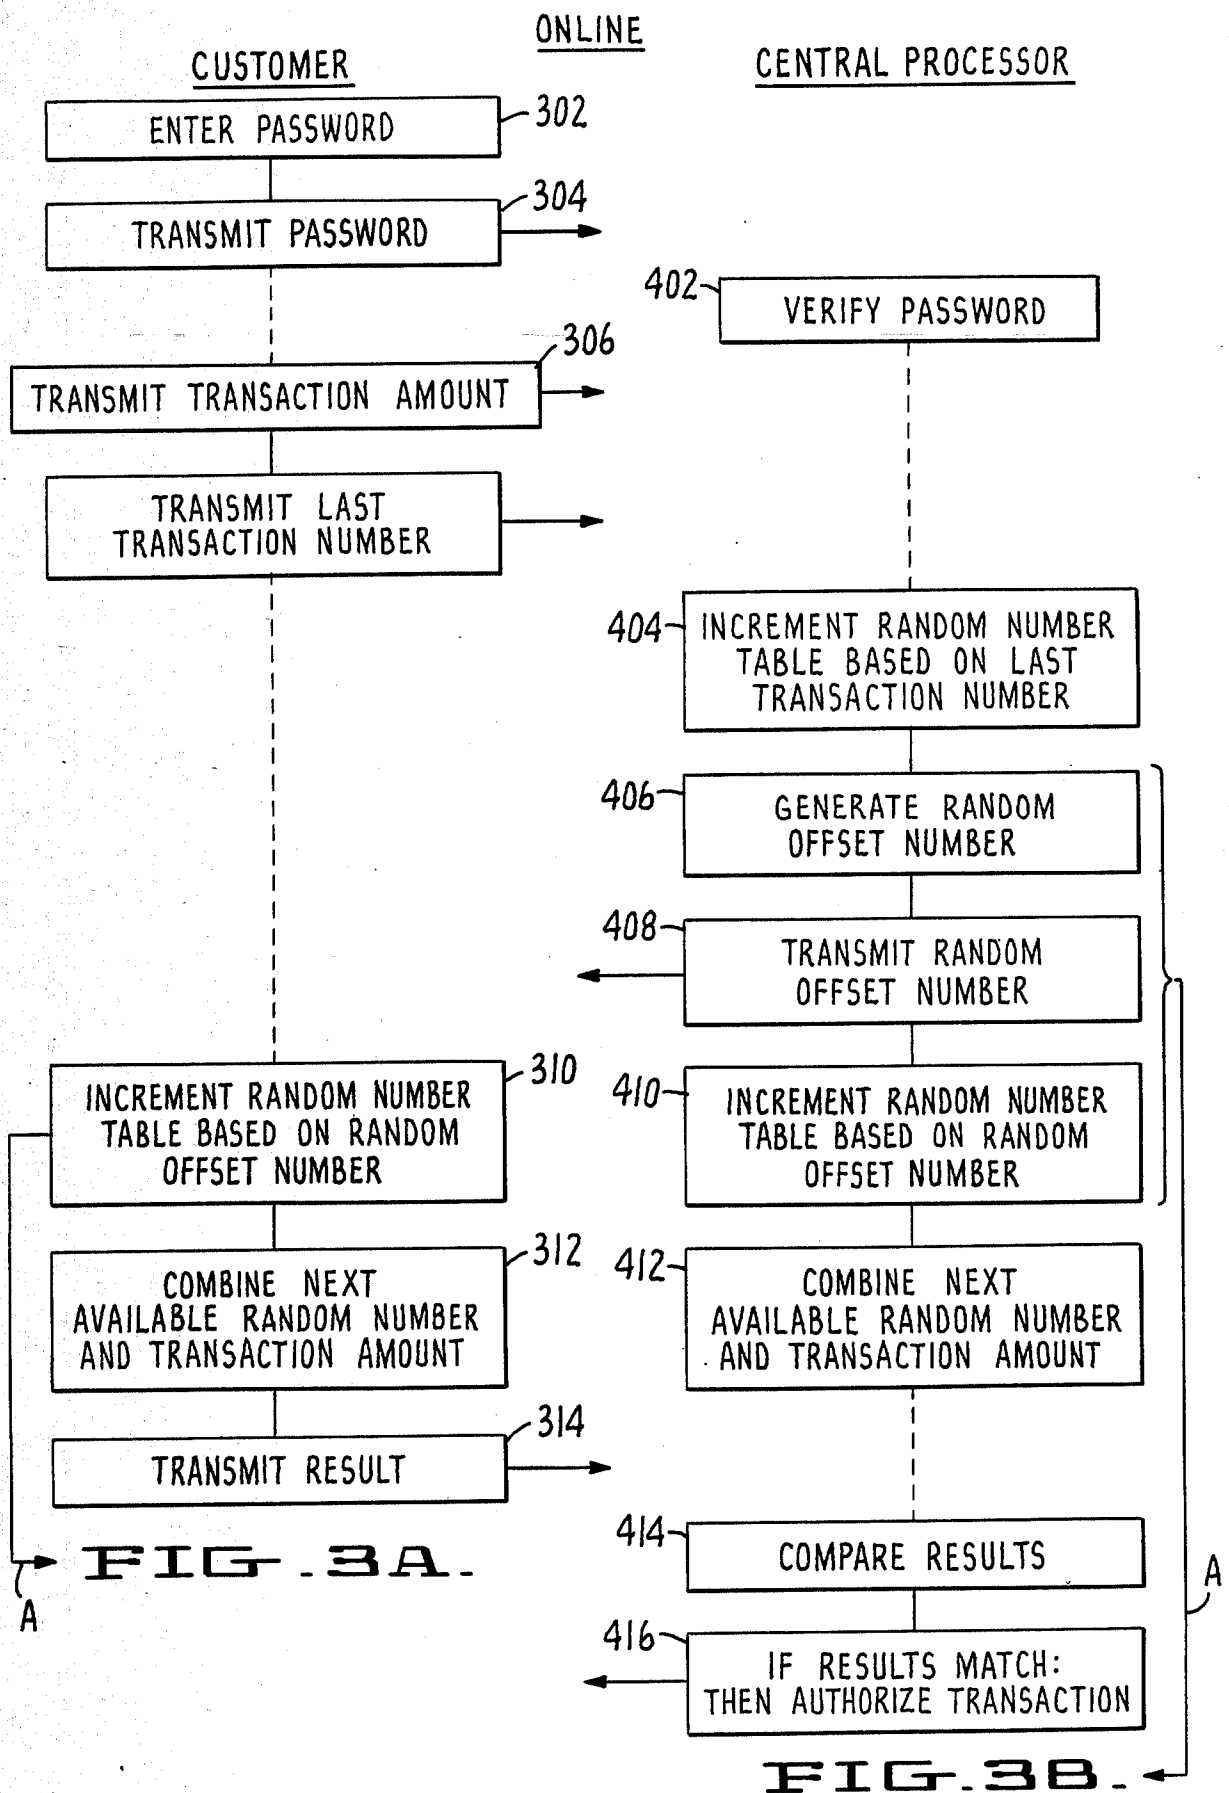 ONLINE
CUSTOMER
CENTRAL PROCESSOR
ENTER PASSWORD
302
TRANSMIT PASSWORD
304
402
VERIFY PASSWORD
306
TRANSMIT TRANSACTION AMOUNT
TRANSMIT LAST
TRANSACTION NUMBER
404
INCREMENT RANDOM NUMBER
TABLE BASED ON LAST
TRANSACTION NUMBER
406
GENERATE RANDOM
OFFSET NUMBER
408
TRANSMIT RANDOM
OFFSET NUMBER
310
INCREMENT RANDOM NUMBER
TABLE BASED ON RANDOM
OFFSET NUMBER
410
INCREMENT RANDOM NUMBER
TABLE BASED ON RANDOM
OFFSET NUMBER
312
COMBINE NEXT
AVAILABLE RANDOM NUMBER
AND TRANSACTION AMOUNT
412
COMBINE NEXT
AVAILABLE RANDOM NUMBER
AND TRANSACTION AMOUNT
314
TRANSMIT RESULT
414
COMPARE RESULTS
A
FIG.3A.
416
IF RESULTS MATCH:
THEN AUTHORIZE TRANSACTION
A
FIG.3B.